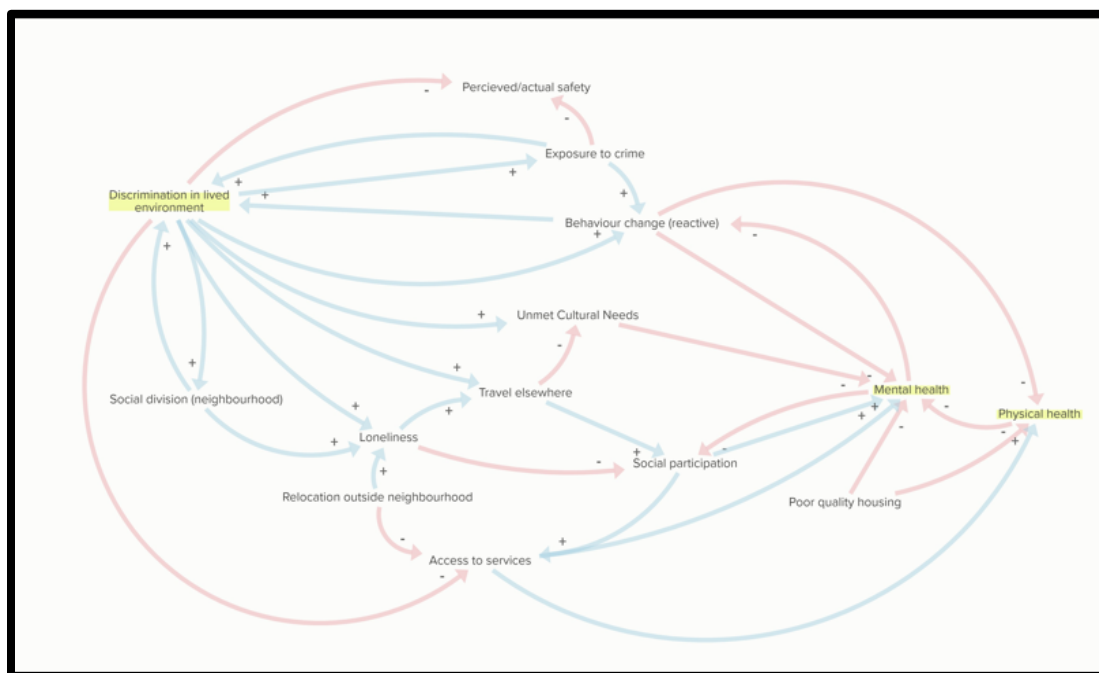 Percieved/actual safety
-
-
Exposure to crime
+
+
+
+
Discrimination in lived
environment
Behaviour change (reactive)
+
-
+
Unmet Cultural Needs
+
-
+
+
Travel elsewhere
-
-
-
Mental health
-
Social division (neighbourhood)
+
+
-
Physical health
+
Loneliness
+
+
-
-
+
+
-
Social participation
-
+
Relocation outside neighbourhood
Poor quality housing
-
+
Access to services
-